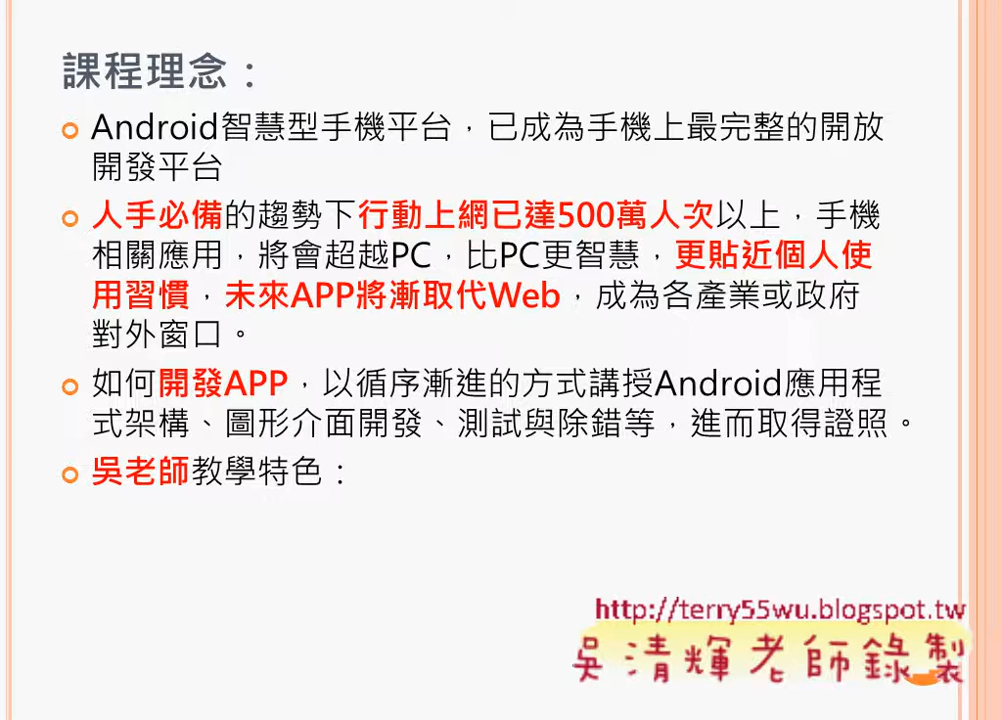 課程理念：
Android智慧型手機平台，已成為手機上最完整的開放
開發平台
人手必備的趨勢下行動上網已達500萬人次以上，手機
相關應用，將會超越PC，比PC更智慧，更貼近個人使
用習慣，未來APP將漸取代Web，成為各產業或政府
對外窗口。
如何開發APP，以循序漸進的方式講授Android應用程
式架構、圖形介面開發、測試與除錯等，進而取得證照。
吳老師教學特色：
http://terry55wu.blogspot.tw
吳清輝老師錄製